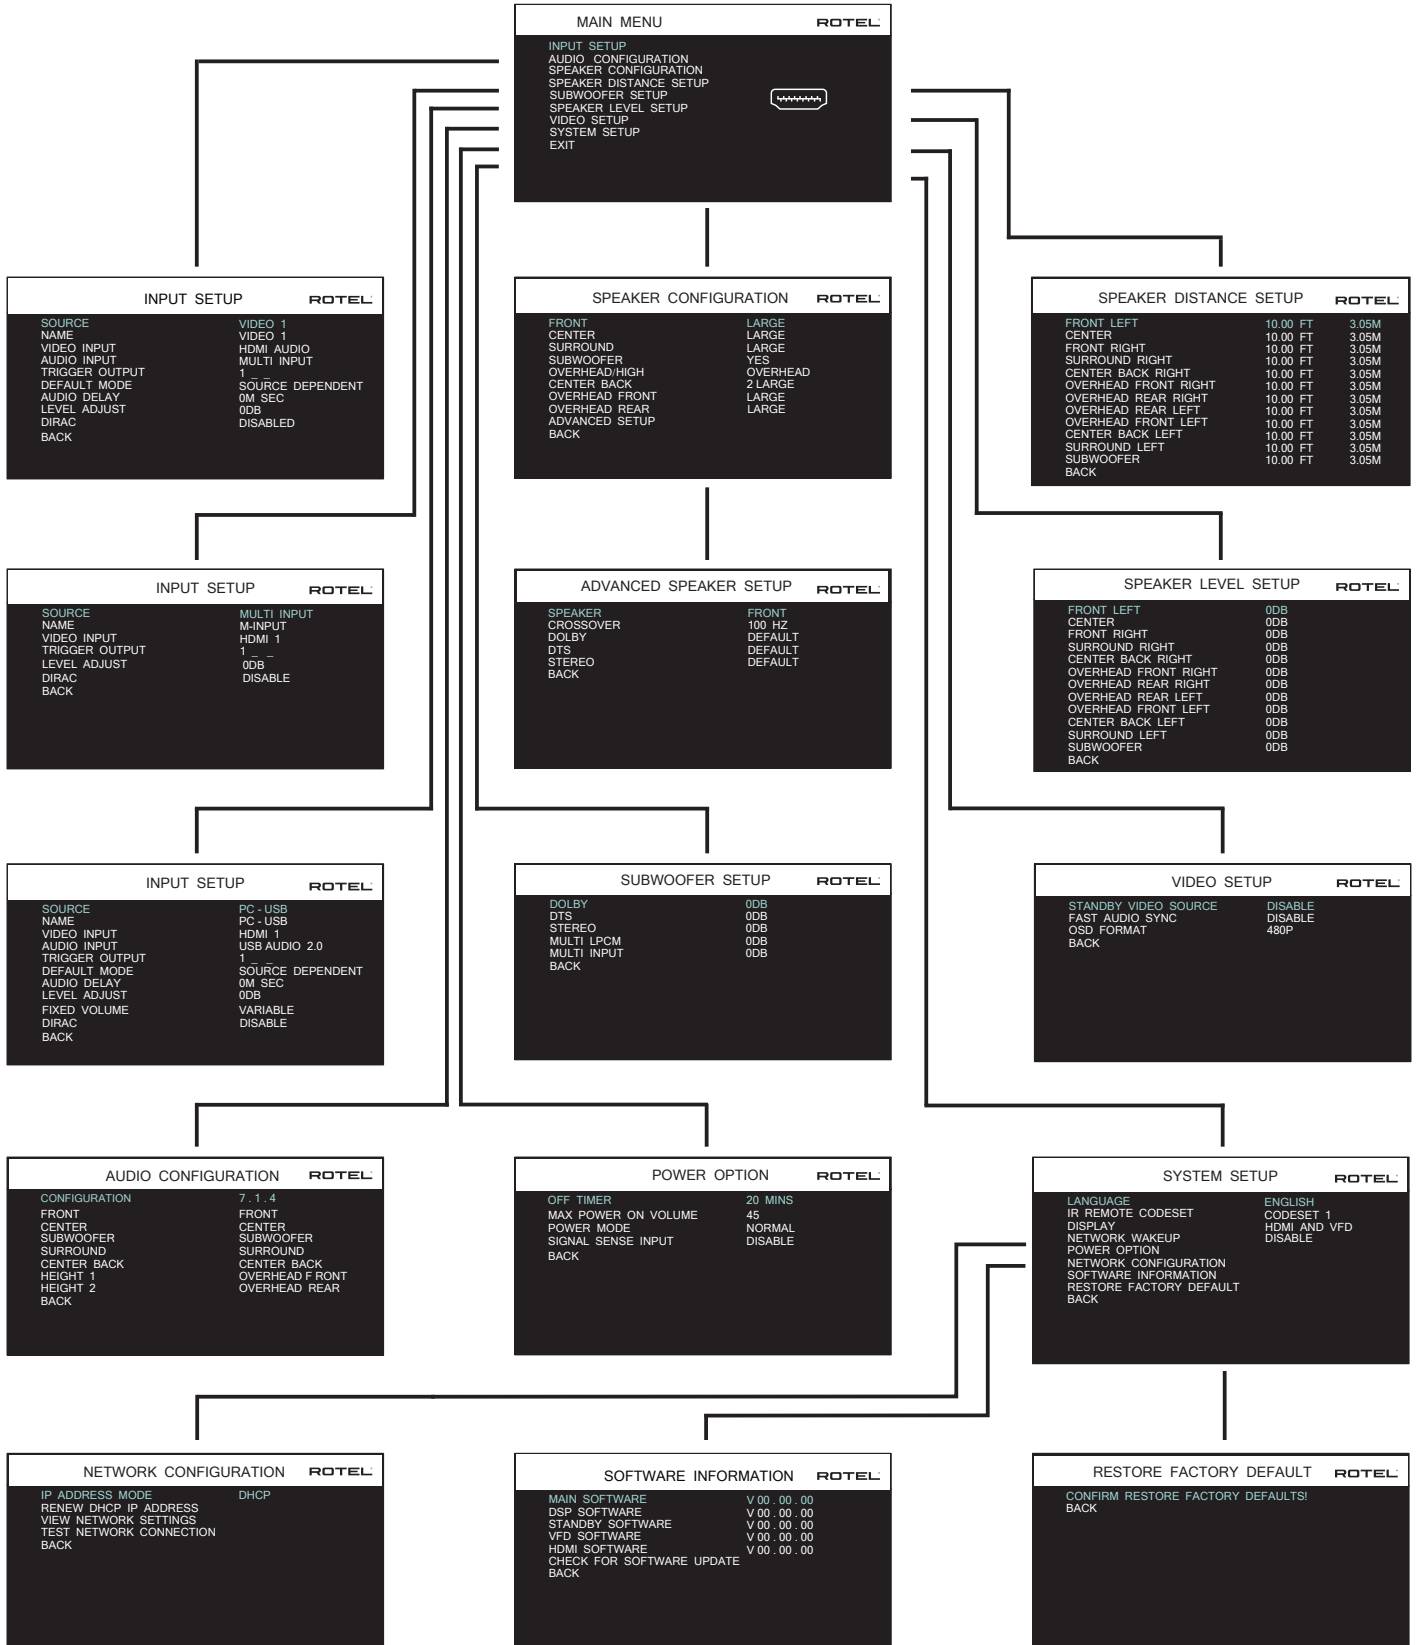 MAIN MENU ROTEL
INPUT SETUP
AUDIO CONFIGURATION
SPEAKER CONFIGURATION
SPEAKER DISTANCE SETUP
SUBWOOFER SETUP
SPEAKER LEVEL SETUP
VIDEO SETUP
SYSTEM SETUP
EXIT
INPUT SETUP ROTEL
SOURCE VIDEO 1
NAME VIDEO 1
VIDEO INPUT HDMI AUDIO
AUDIO INPUT MULTI INPUT
TRIGGER OUTPUT 1 _ _
DEFAULT MODE SOURCE DEPENDENT
AUDIO DELAY 0M SEC
LEVEL ADJUST 0DB
DIRAC DISABLED
BACK
SPEAKER CONFIGURATION ROTEL
FRONT LARGE
CENTER LARGE
SURROUND LARGE
SUBWOOFER YES
OVERHEAD/HIGH OVERHEAD
CENTER BACK 2 LARGE
OVERHEAD FRONT LARGE
OVERHEAD REAR LARGE
ADVANCED SETUP
BACK
SPEAKER DISTANCE SETUP ROTEL
FRONT LEFT 10.00 FT 3.05M
CENTER 10.00 FT 3.05M
FRONT RIGHT 10.00 FT 3.05M
SURROUND RIGHT 10.00 FT 3.05M
CENTER BACK RIGHT 10.00 FT 3.05M
OVERHEAD FRONT RIGHT 10.00 FT 3.05M
OVERHEAD REAR RIGHT 10.00 FT 3.05M
OVERHEAD REAR LEFT 10.00 FT 3.05M
OVERHEAD FRONT LEFT 10.00 FT 3.05M
CENTER BACK LEFT 10.00 FT 3.05M
SURROUND LEFT 10.00 FT 3.05M
SUBWOOFER 10.00 FT 3.05M
BACK
INPUT SETUP ROTEL
SOURCE MULTI INPUT
NAME M-INPUT
VIDEO INPUT HDMI 1
TRIGGER OUTPUT 1 _ _
LEVEL ADJUST 0DB
DIRAC DISABLE
BACK
ADVANCED SPEAKER SETUP ROTEL
SPEAKER FRONT
CROSSOVER 100 HZ
DOLBY DEFAULT
DTS DEFAULT
STEREO DEFAULT
BACK
SPEAKER LEVEL SETUP ROTEL
FRONT LEFT 0DB
CENTER 0DB
FRONT RIGHT 0DB
SURROUND RIGHT 0DB
CENTER BACK RIGHT 0DB
OVERHEAD FRONT RIGHT 0DB
OVERHEAD REAR RIGHT 0DB
OVERHEAD REAR LEFT 0DB
OVERHEAD FRONT LEFT 0DB
CENTER BACK LEFT 0DB
SURROUND LEFT 0DB
SUBWOOFER 0DB
BACK
INPUT SETUP ROTEL
SOURCE PC - USB
NAME PC - USB
VIDEO INPUT HDMI 1
AUDIO INPUT USB AUDIO 2.0
TRIGGER OUTPUT 1 _ _
DEFAULT MODE SOURCE DEPENDENT
AUDIO DELAY 0M SEC
LEVEL ADJUST 0DB
FIXED VOLUME VARIABLE
DIRAC DISABLE
BACK
SUBWOOFER SETUP ROTEL
DOLBY 0DB
DTS 0DB
STEREO 0DB
MULTI LPCM 0DB
MULTI INPUT 0DB
BACK
VIDEO SETUP ROTEL
STANDBY VIDEO SOURCE DISABLE
FAST AUDIO SYNC DISABLE
OSD FORMAT 480P
BACK
AUDIO CONFIGURATION ROTEL
CONFIGURATION 7 . 1 . 4
FRONT FRONT
CENTER CENTER
SUBWOOFER SUBWOOFER
SURROUND SURROUND
CENTER BACK CENTER BACK
HEIGHT 1 OVERHEAD F RONT
HEIGHT 2 OVERHEAD REAR
BACK
POWER OPTION ROTEL
OFF TIMER 20 MINS
MAX POWER ON VOLUME 45
POWER MODE NORMAL
SIGNAL SENSE INPUT DISABLE
BACK
SYSTEM SETUP ROTEL
LANGUAGE ENGLISH
IR REMOTE CODESET CODESET 1
DISPLAY HDMI AND VFD
NETWORK WAKEUP DISABLE
POWER OPTION
NETWORK CONFIGURATION
SOFTWARE INFORMATION
RESTORE FACTORY DEFAULT
BACK
NETWORK CONFIGURATION ROTEL
IP ADDRESS MODE DHCP
RENEW DHCP IP ADDRESS
VIEW NETWORK SETTINGS
TEST NETWORK CONNECTION
BACK
SOFTWARE INFORMATION ROTEL
MAIN SOFTWARE V 00 . 00 . 00
DSP SOFTWARE V 00 . 00 . 00
STANDBY SOFTWARE V 00 . 00 . 00
VFD SOFTWARE V 00 . 00 . 00
HDMI SOFTWARE V 00 . 00 . 00
CHECK FOR SOFTWARE UPDATE
BACK
RESTORE FACTORY DEFAULT ROTEL
CONFIRM RESTORE FACTORY DEFAULTS!
BACK